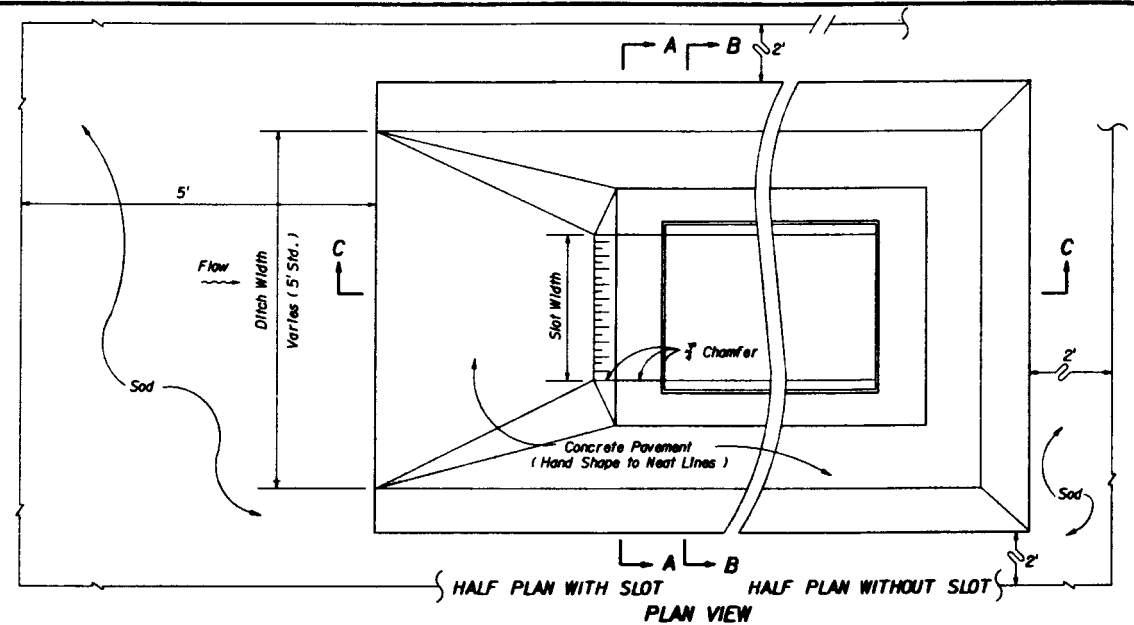 A B 2'
5'
Flow
C
Ditch Width
Varies (5' Std.)
Slot Width
3/4" Chamfer
C
2'
Sod
Concrete Pavement
(Hand Shape to Neat Lines)
Sod
A B
2'
HALF PLAN WITH SLOT
HALF PLAN WITHOUT SLOT
PLAN VIEW